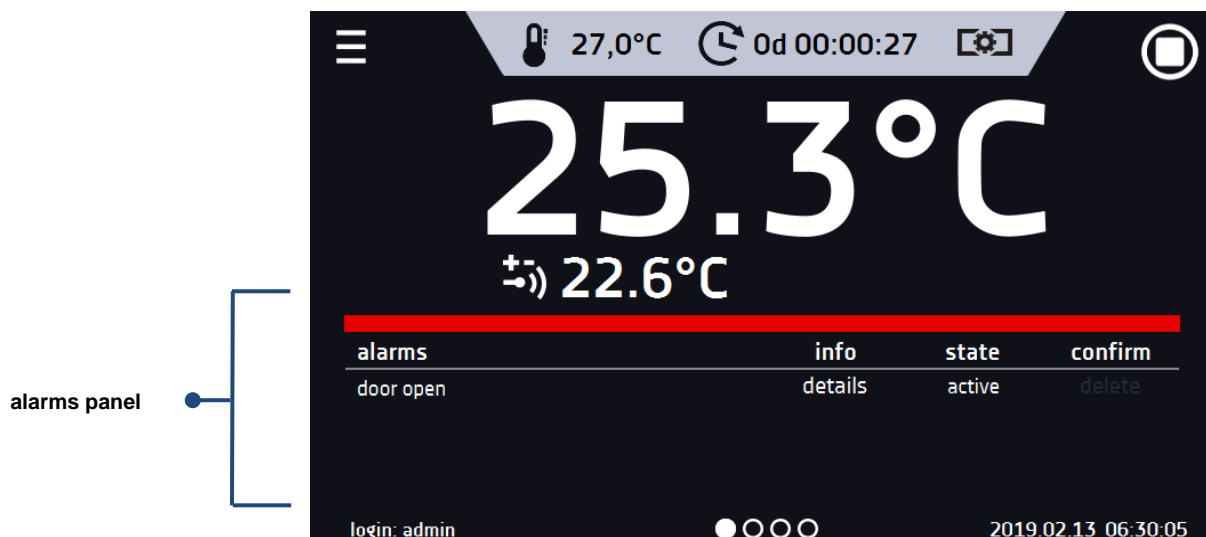 27,0°C 0d 00:00:27
25.3°C
22.6°C
alarms info state confirm
door open details active delete
alarms panel
login: admin 2019.02.13 06:30:05